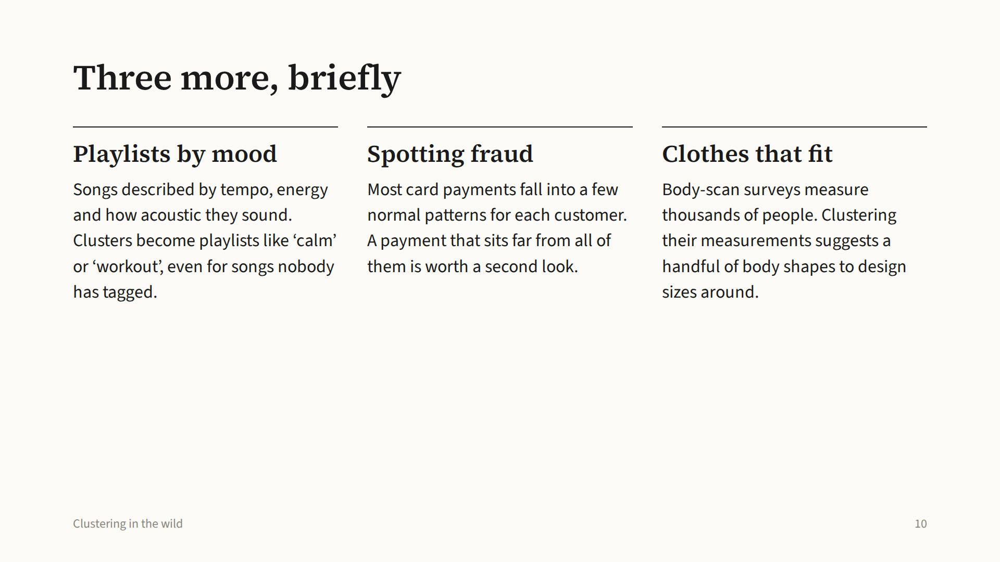 Three more, briefly
Playlists by mood
Songs described by tempo, energy
and how acoustic they sound.
Clusters become playlists like ‘calm’
or ‘workout’, even for songs nobody
has tagged.
Spotting fraud
Most card payments fall into a few
normal patterns for each customer.
A payment that sits far from all of
them is worth a second look.
Clothes that fit
Body-scan surveys measure
thousands of people. Clustering
their measurements suggests a
handful of body shapes to design
sizes around.
Clustering in the wild
10